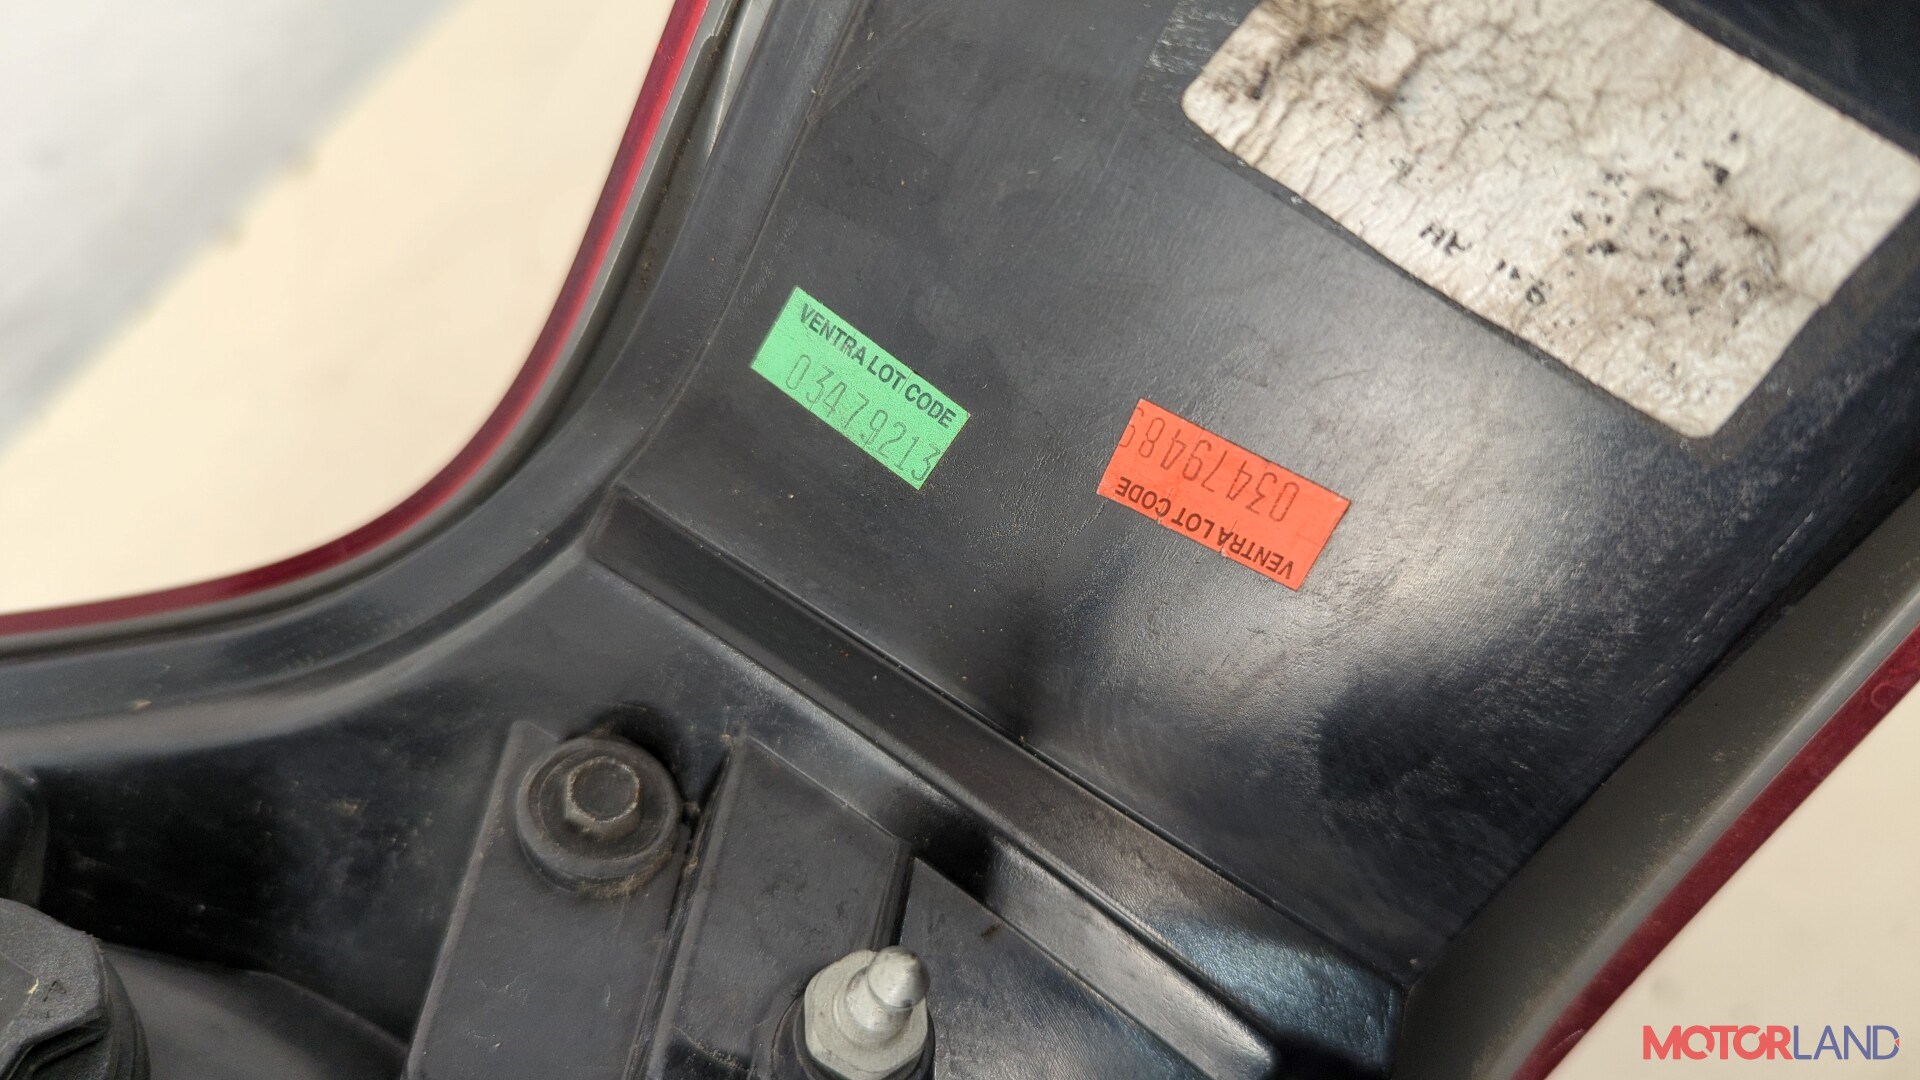 VENTRA LOT CODE
03479213
VENTRA LOT CODE
03479489
MOTORLAND